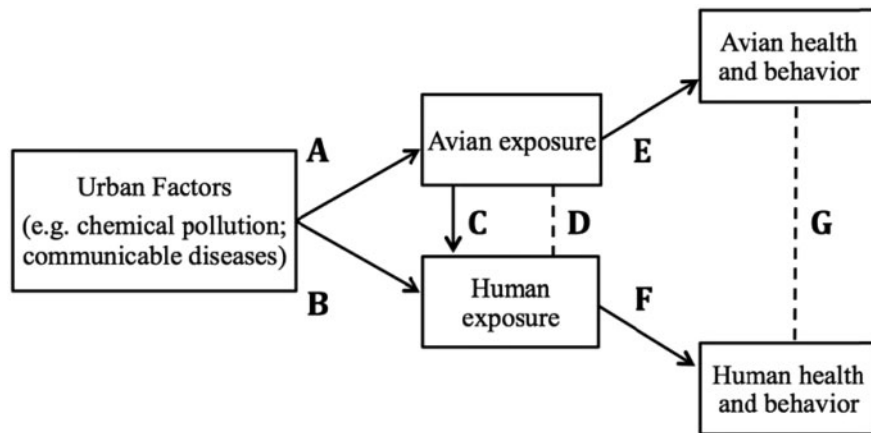 Avian health
and behavior
A
Avian exposure
E
Urban Factors
(e.g. chemical pollution;
communicable diseases)
C
D
G
B
Human
exposure
F
Human health
and behavior